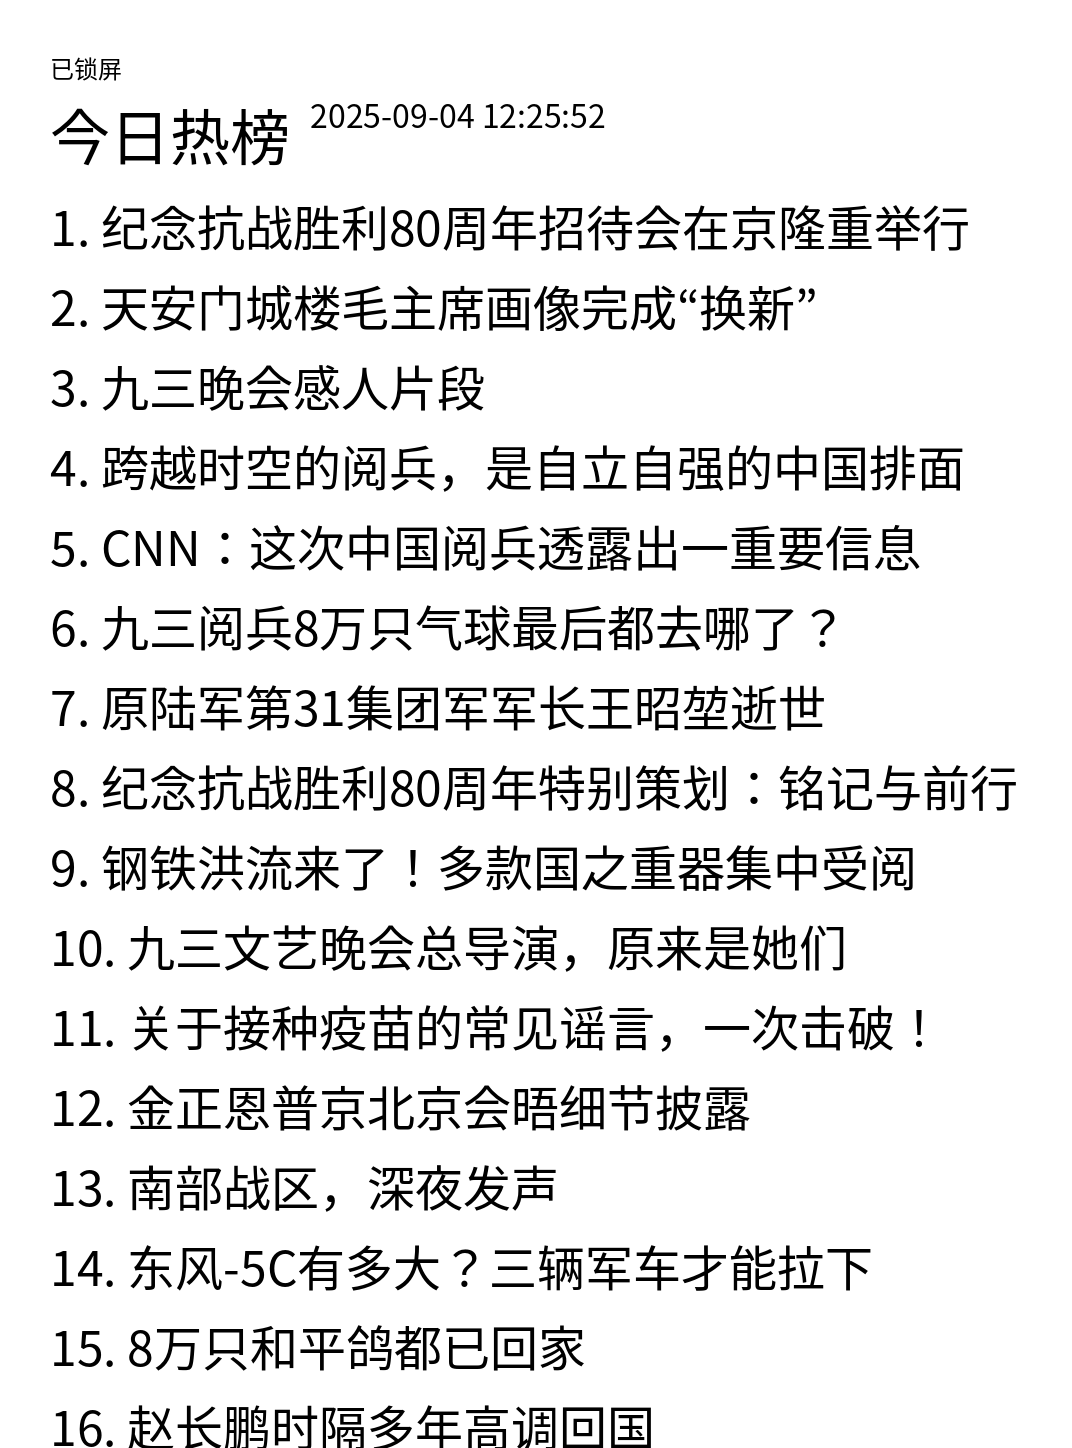 已锁屏
今日热榜 2025-09-04 12:25:52
1. 纪念抗战胜利80周年招待会在京隆重举行
2. 天安门城楼毛主席画像完成“换新”
3. 九三晚会感人片段
4. 跨越时空的阅兵，是自立自强的中国排面
5. CNN：这次中国阅兵透露出一重要信息
6. 九三阅兵8万只气球最后都去哪了？
7. 原陆军第31集团军军长王昭堃逝世
8. 纪念抗战胜利80周年特别策划：铭记与前行
9. 钢铁洪流来了！多款国之重器集中受阅
10. 九三文艺晚会总导演，原来是她们
11. 关于接种疫苗的常见谣言，一次击破！
12. 金正恩普京北京会晤细节披露
13. 南部战区，深夜发声
14. 东风-5C有多大？三辆军车才能拉下
15. 8万只和平鸽都已回家
16. 赵长鹏时隔多年高调回国